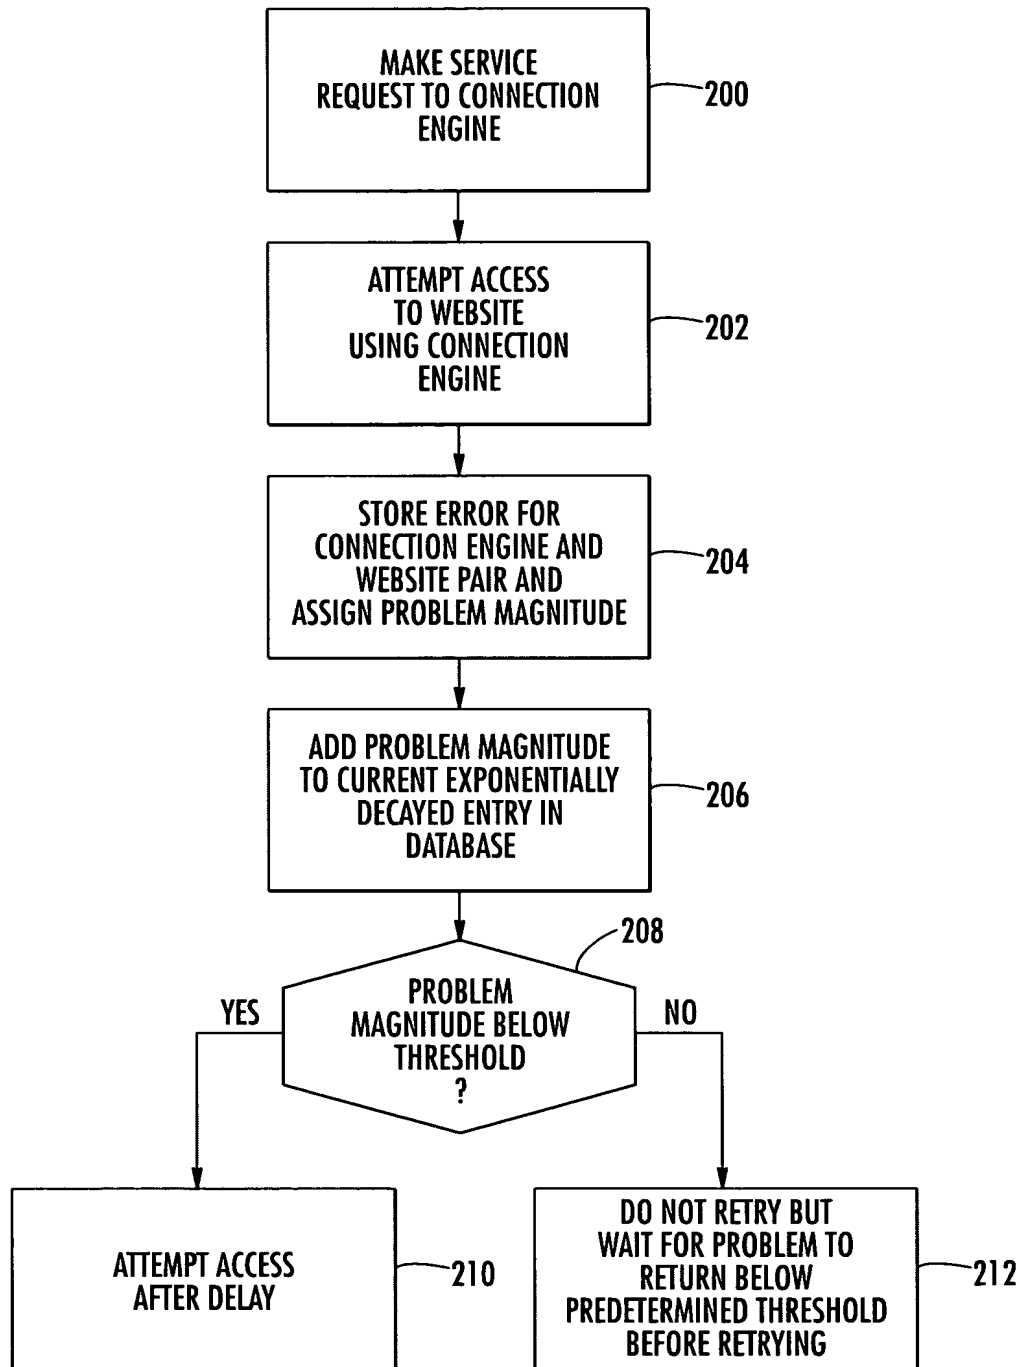 MAKE SERVICE
REQUEST TO CONNECTION
ENGINE
200
ATTEMPT ACCESS
TO WEBSITE
USING CONNECTION
ENGINE
202
STORE ERROR FOR
CONNECTION ENGINE AND
WEBSITE PAIR AND
ASSIGN PROBLEM MAGNITUDE
204
ADD PROBLEM MAGNITUDE
TO CURRENT EXPONENTIALLY
DECAYED ENTRY IN
DATABASE
206
208
PROBLEM
MAGNITUDE BELOW
THRESHOLD
?
YES
NO
ATTEMPT ACCESS
AFTER DELAY
210
DO NOT RETRY BUT
WAIT FOR PROBLEM TO
RETURN BELOW
PREDETERMINED THRESHOLD
BEFORE RETRYING
212